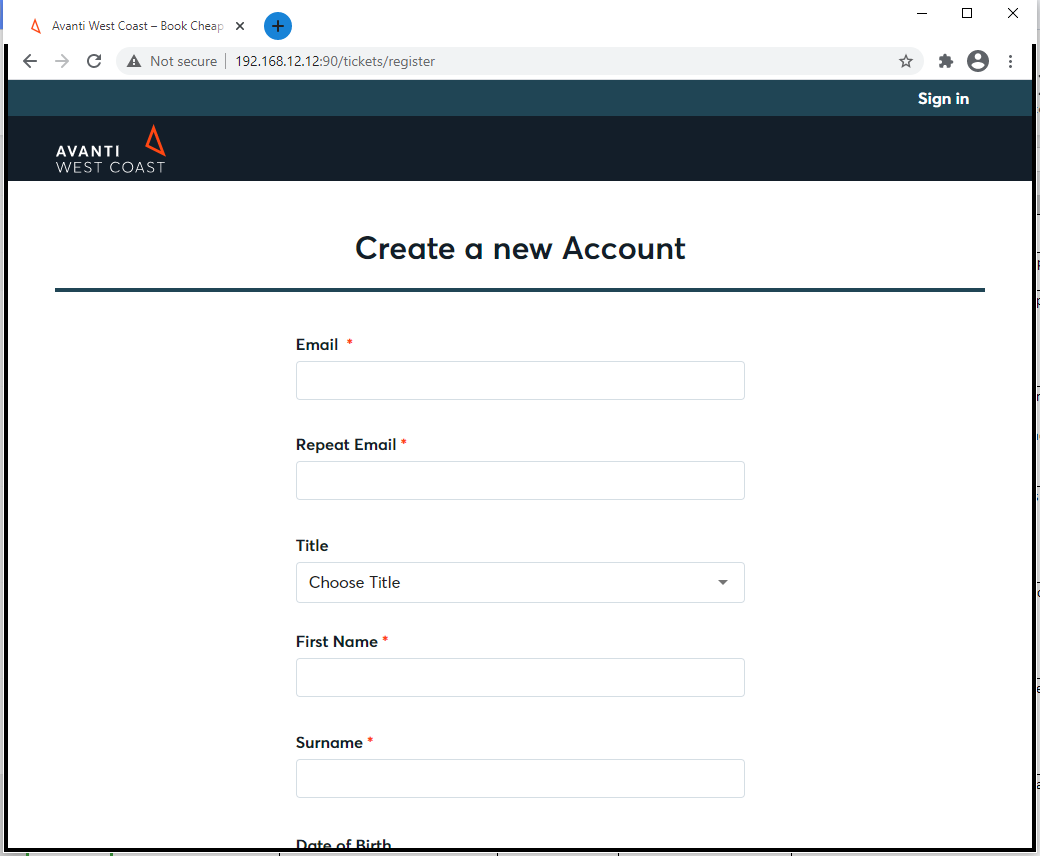 Avanti West Coast – Book Cheap
Not secure
192.168.12.12:90/tickets/register
Sign in
AVANTI
WEST COAST
Create a new Account
Email *
Repeat Email *
Title
Choose Title
First Name *
Surname *
Date of Birth